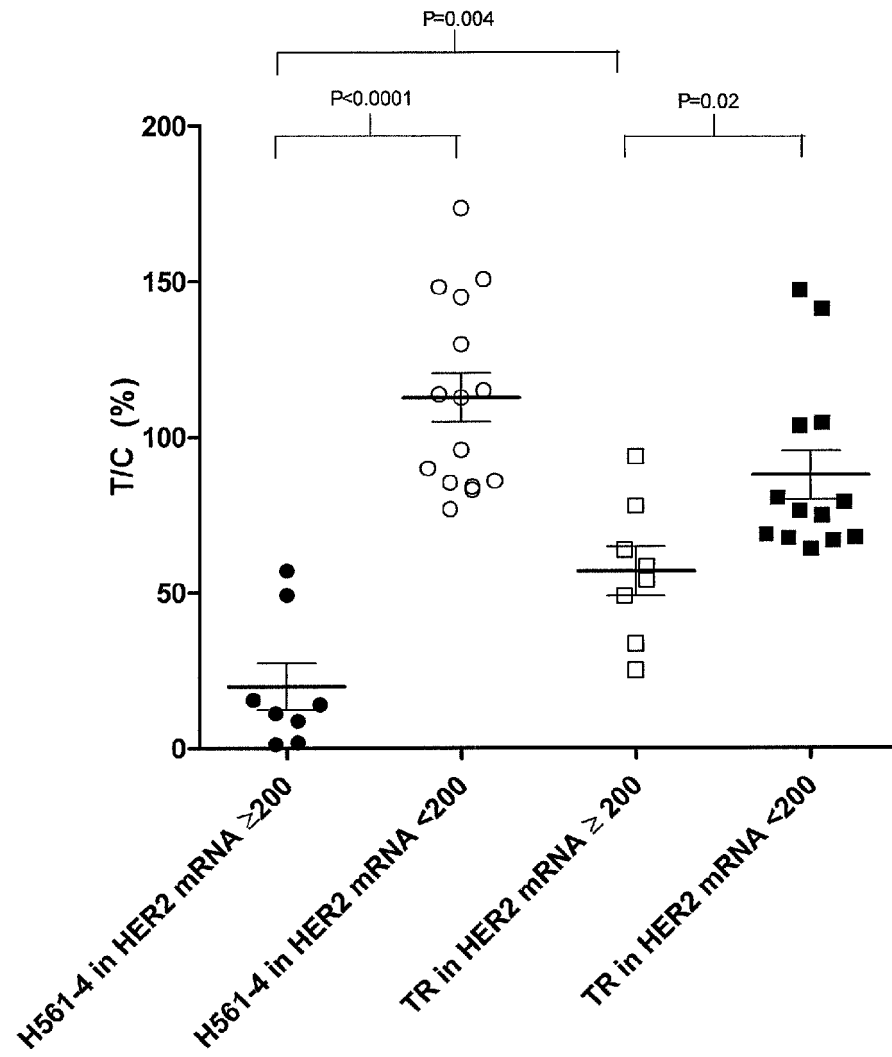 P=0.004
P<0.0001
P=0.02
200
150
100
50
0
T/C (%)
H561-4 in HER2 mRNA ≥200
H561-4 in HER2 mRNA <200
TR in HER2 mRNA ≥ 200
TR in HER2 mRNA <200